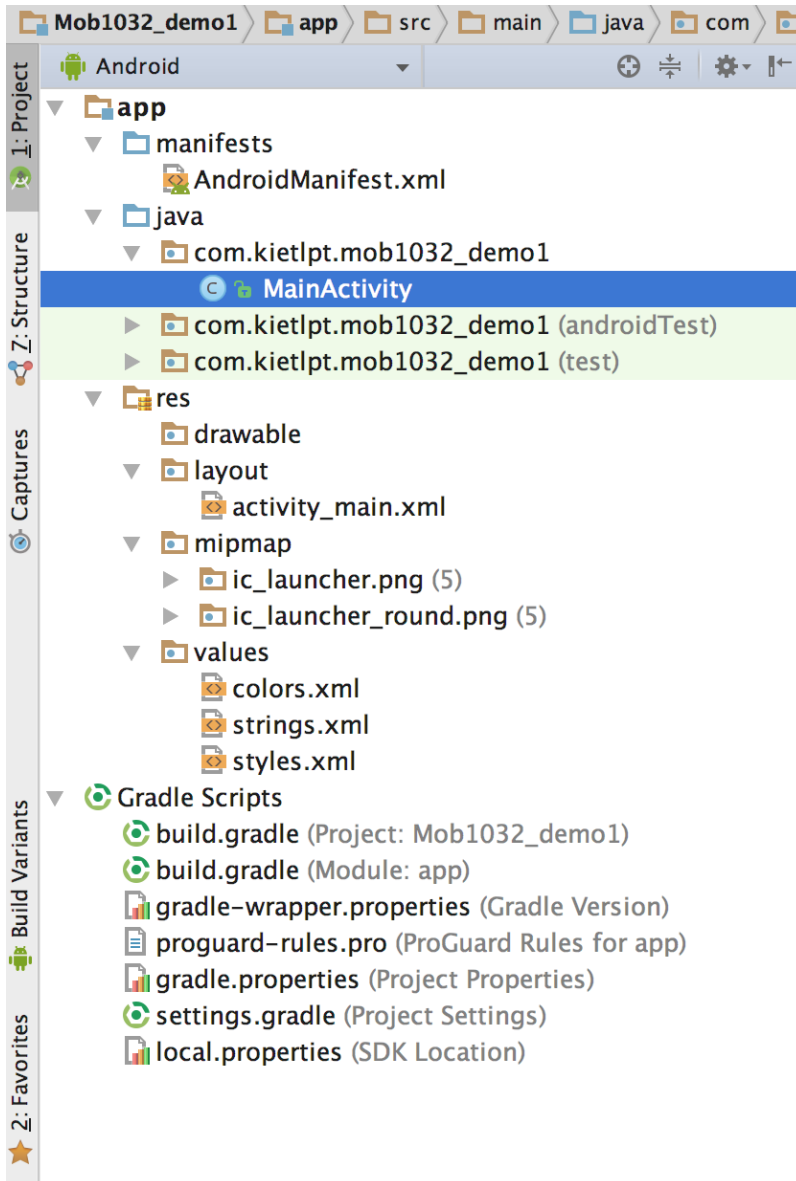 Mob1032_demo1 app src main java com
Android
1: Project
app
manifests
AndroidManifest.xml
java
com.kietlpt.mob1032_demo1
MainActivity
com.kietlpt.mob1032_demo1 (androidTest)
com.kietlpt.mob1032_demo1 (test)
res
drawable
layout
activity_main.xml
mipmap
ic_launcher.png (5)
ic_launcher_round.png (5)
values
colors.xml
strings.xml
styles.xml
Gradle Scripts
build.gradle (Project: Mob1032_demo1)
build.gradle (Module: app)
gradle-wrapper.properties (Gradle Version)
proguard-rules.pro (ProGuard Rules for app)
gradle.properties (Project Properties)
settings.gradle (Project Settings)
local.properties (SDK Location)
Z: Structure
Captures
Build Variants
2: Favorites